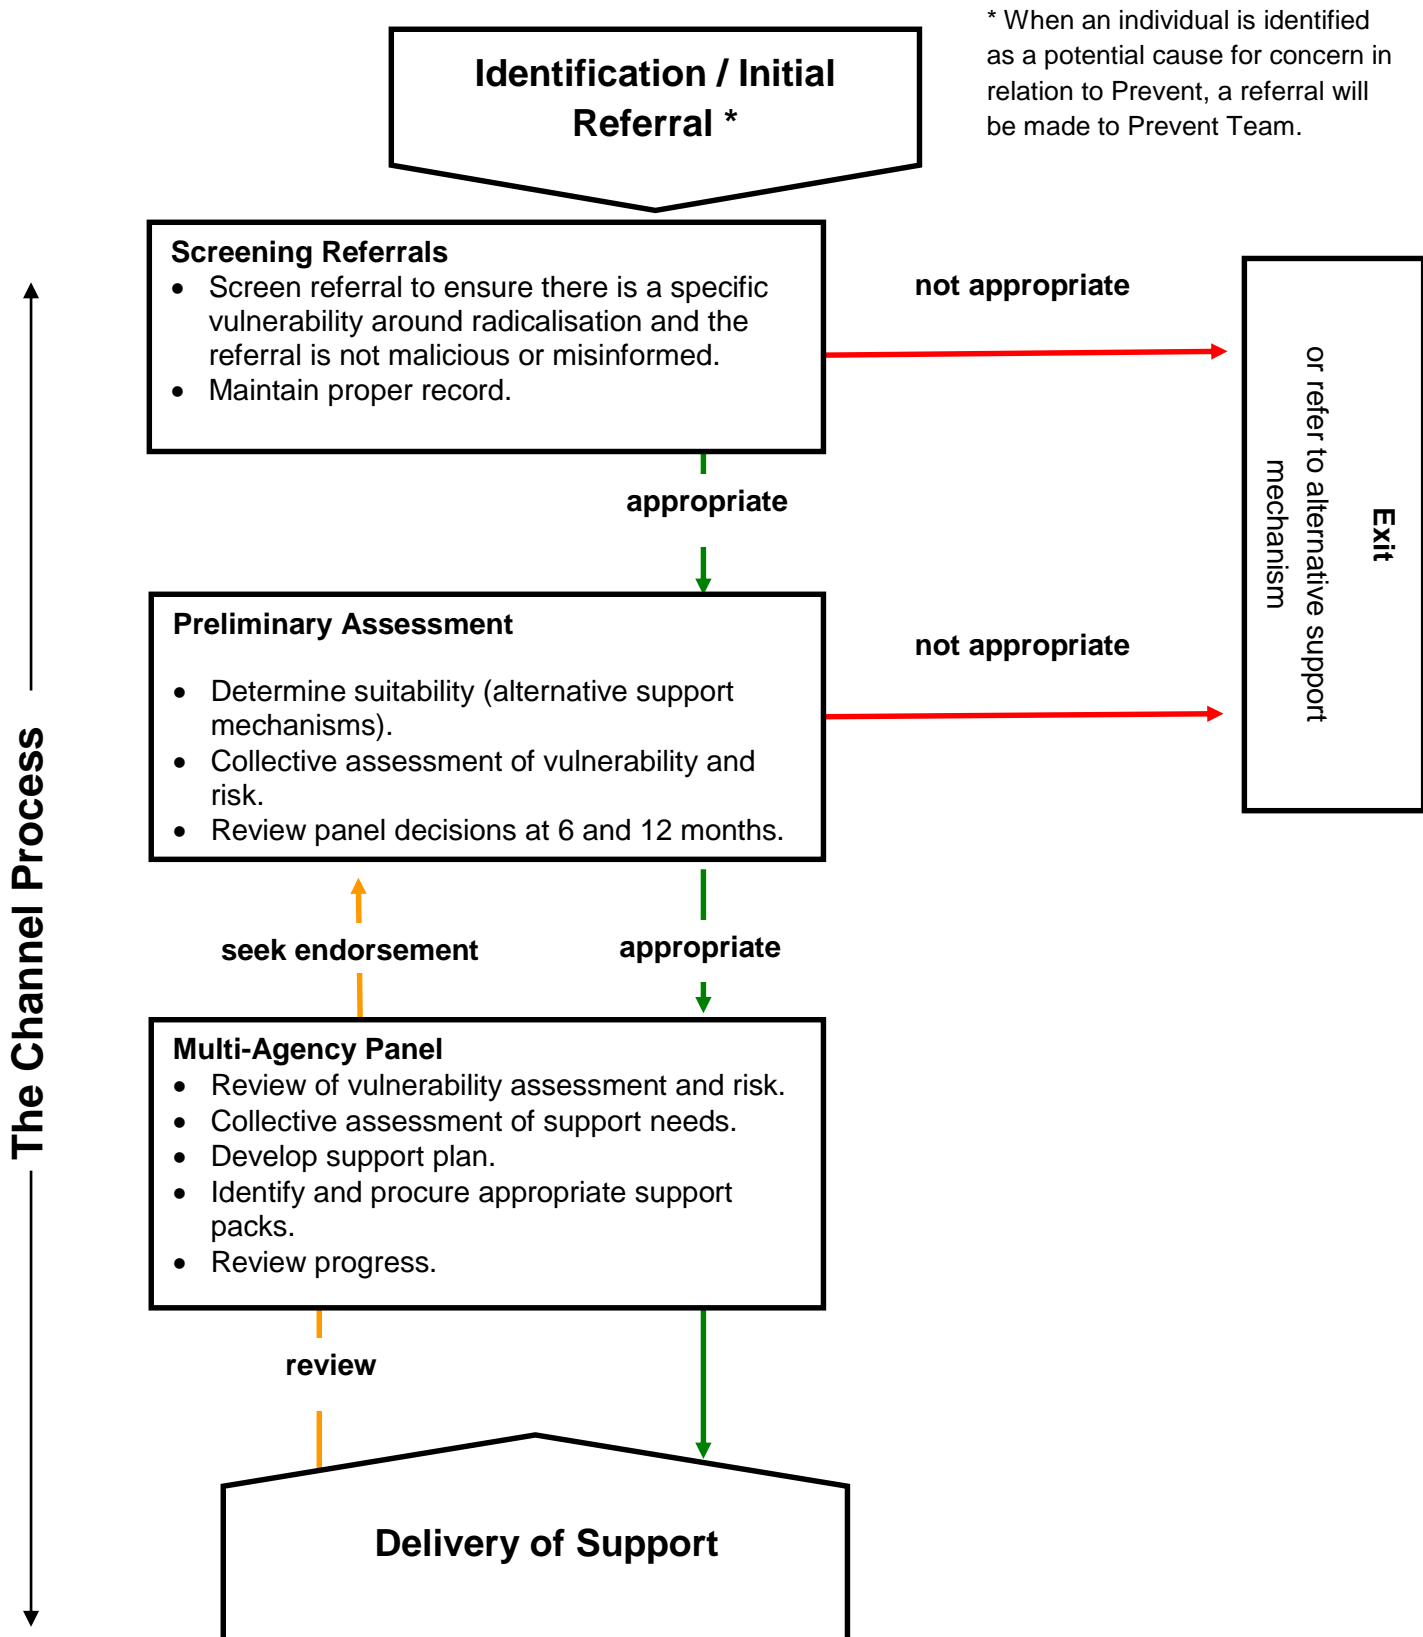 * When an individual is identified
as a potential cause for concern in
relation to Prevent, a referral will
be made to Prevent Team.
Identification / Initial
Referral *
Screening Referrals
• Screen referral to ensure there is a specific
vulnerability around radicalisation and the
referral is not malicious or misinformed.
• Maintain proper record.
not appropriate
appropriate
Exit
or refer to alternative support
mechanism
Preliminary Assessment
• Determine suitability (alternative support
mechanisms).
• Collective assessment of vulnerability and
risk.
• Review panel decisions at 6 and 12 months.
not appropriate
The Channel Process
seek endorsement
appropriate
Multi-Agency Panel
• Review of vulnerability assessment and risk.
• Collective assessment of support needs.
• Develop support plan.
• Identify and procure appropriate support
packs.
• Review progress.
review
Delivery of Support